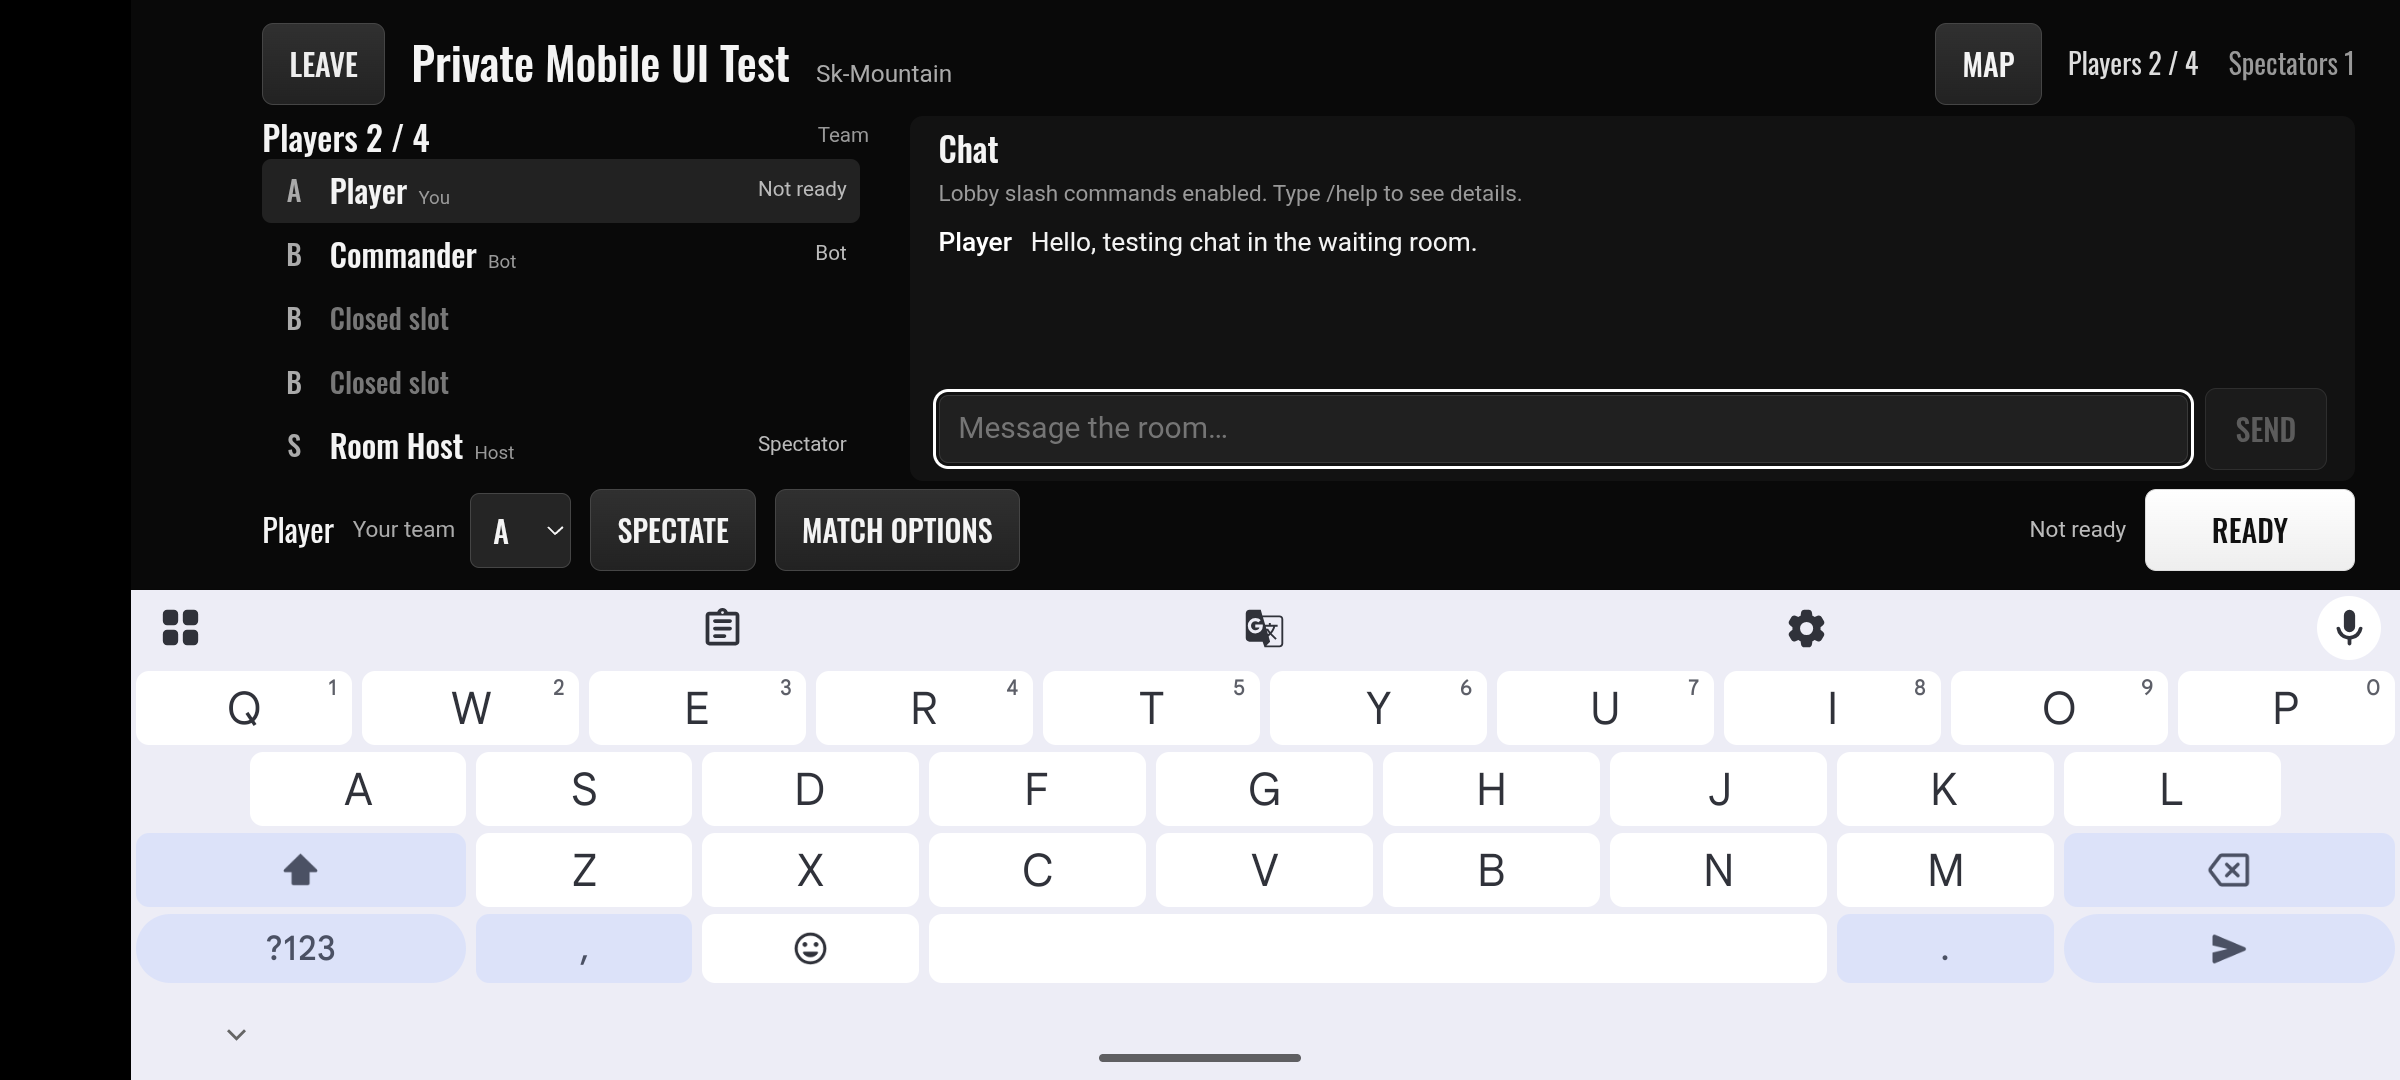 LEAVE Private Mobile UI Test Sk-Mountain MAP Players 2 / 4 Spectators 1
Players 2 / 4 Team
A Player You Not ready
B Commander Bot Bot
B Closed slot
B Closed slot
S Room Host Host Spectator
Chat
Lobby slash commands enabled. Type /help to see details.
Player Hello, testing chat in the waiting room.
Message the room... SEND
Player Your team A SPECTATE MATCH OPTIONS Not ready READY
Q 1 W 2 E 3 R 4 T 5 Y 6 U 7 I 8 O 9 P 0
A S D F G H J K L
Z X C V B N M
?123 , .